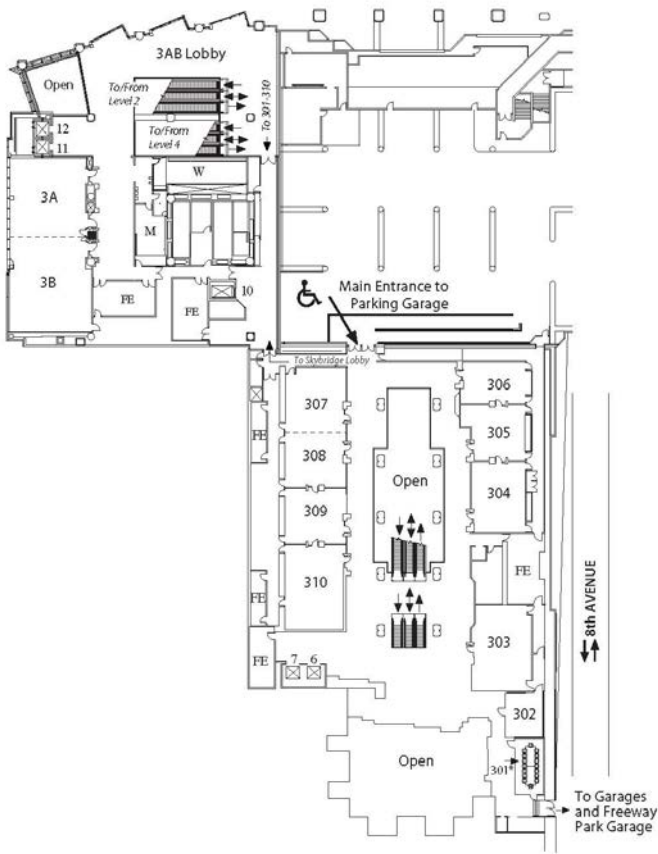 3AB Lobby
Open
To/From
Level 2
To/From
Level 4
To 301-310
12
11
W
3A
M
3B
FE
FE
10
Main Entrance to
Parking Garage
To Skybridge Lobby
307
306
FE
305
308
Open
304
309
FE
310
FE
8th AVENUE
303
FE
7 6
302
Open
301*
To Garages
and Freeway
Park Garage